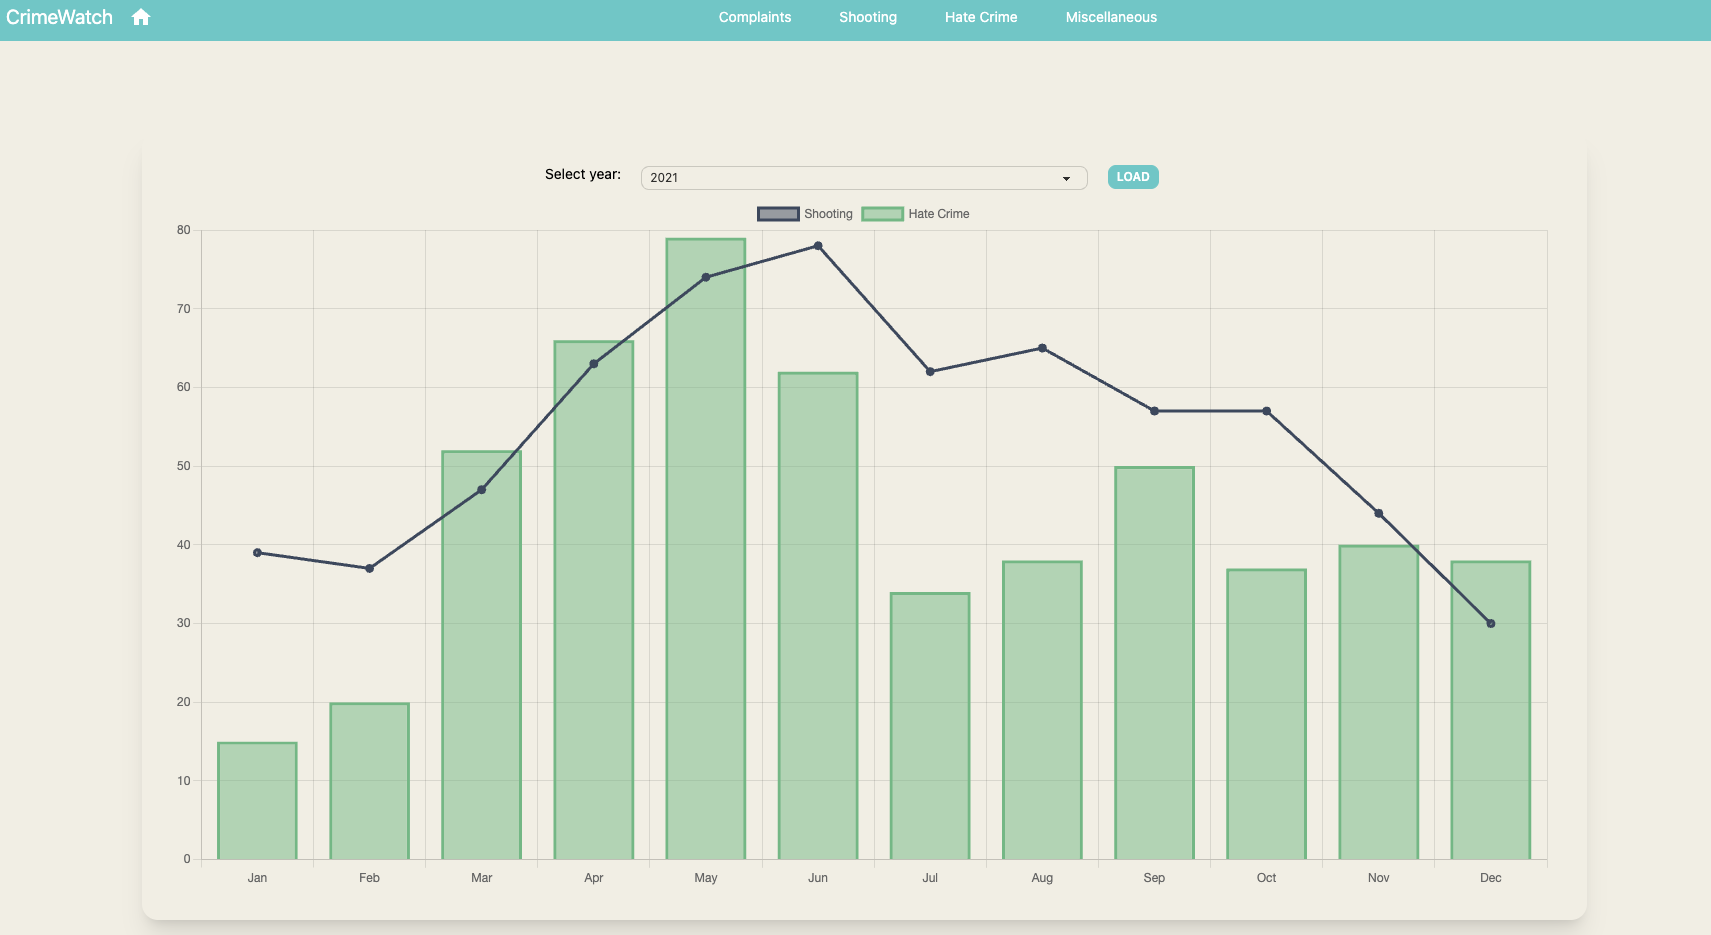 CrimeWatch
Complaints Shooting Hate Crime Miscellaneous
Select year: 2021 LOAD
Shooting Hate Crime
80
70
60
50
40
30
20
10
0
Jan Feb Mar Apr May Jun Jul Aug Sep Oct Nov Dec